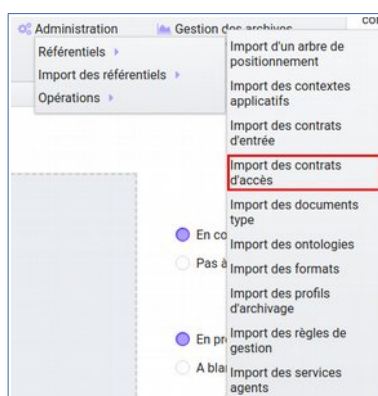 Administration
Gestion des archives
con
Référentiels
Import des référentiels
Opérations
Import d'un arbre de
positionnement
Import des contextes
applicatifs
Import des contrats
d'entrée
Import des contrats
d'accès
Import des documents
type
Import des ontologies
Import des formats
Import des profils
d'archivage
Import des règles de
gestion
Import des services
agents
En co
Pas à
En pr
A bla